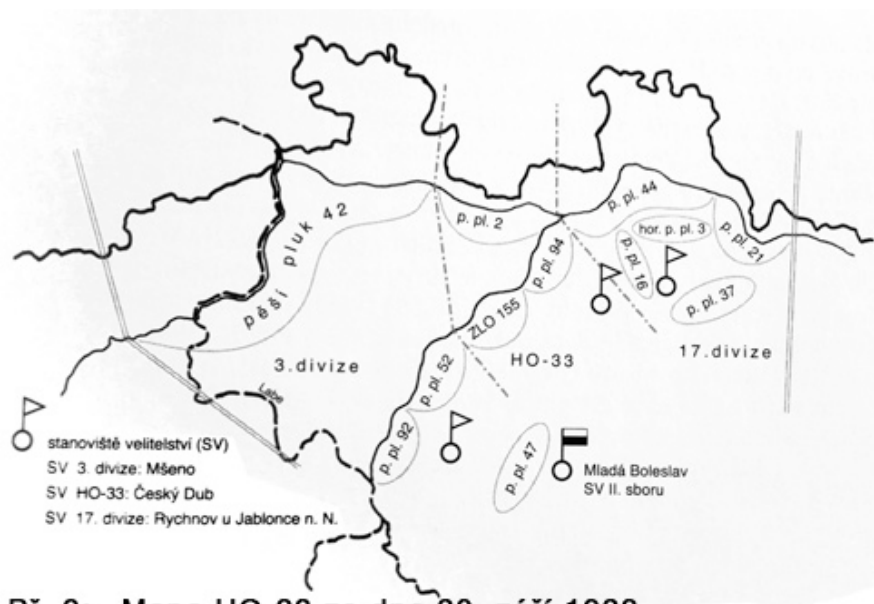 pěší pluk 42
p. pl. 2
p. pl. 44
hor. p. pl. 3
p. pl. 21
p. pl. 16
p. pl. 94
p. pl. 37
ZLO 155
3. divize
HO-33
17. divize
p. pl. 52
Labe
p. pl. 92
p. pl. 47
stanoviště velitelství (SV)
SV 3. divize: Mšeno
SV HO-33: Český Dub
SV 17. divize: Rychnov u Jablonce n. N.
Mladá Boleslav
SV II. sboru